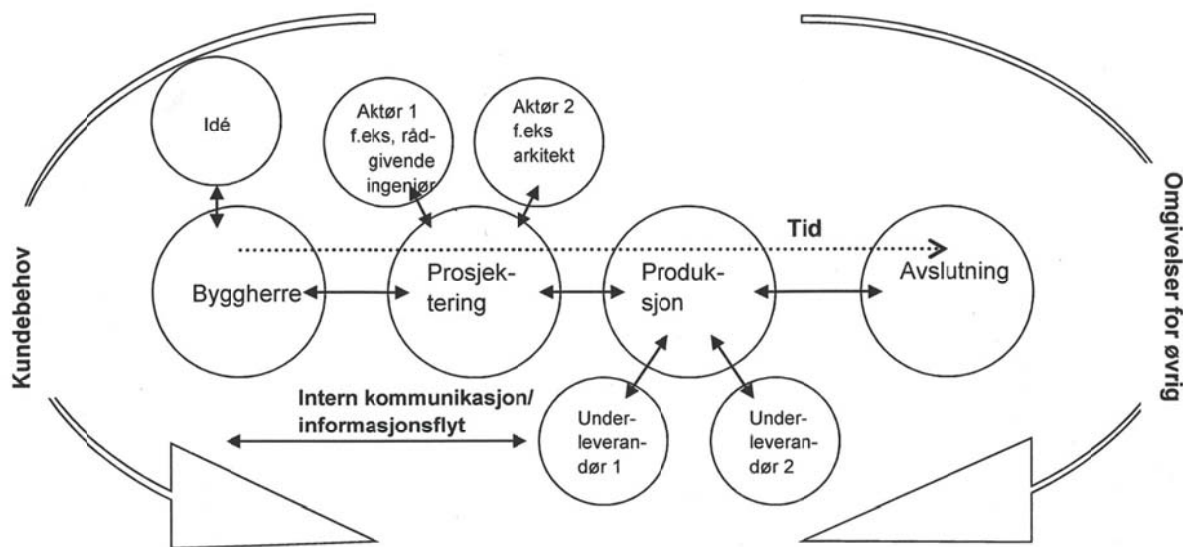 Idé
Aktør 1
f.eks, råd-
givende
ingeniør
Aktør 2
f.eks
arkitekt
Kundebehov
Byggherre
Prosjek-
tering
Produk-
sjon
Tid
Avslutning
Omgivelser for øvrig
Intern kommunikasjon/
informasjonsflyt
Under-
leveran-
dør 1
Under-
leveran-
dør 2